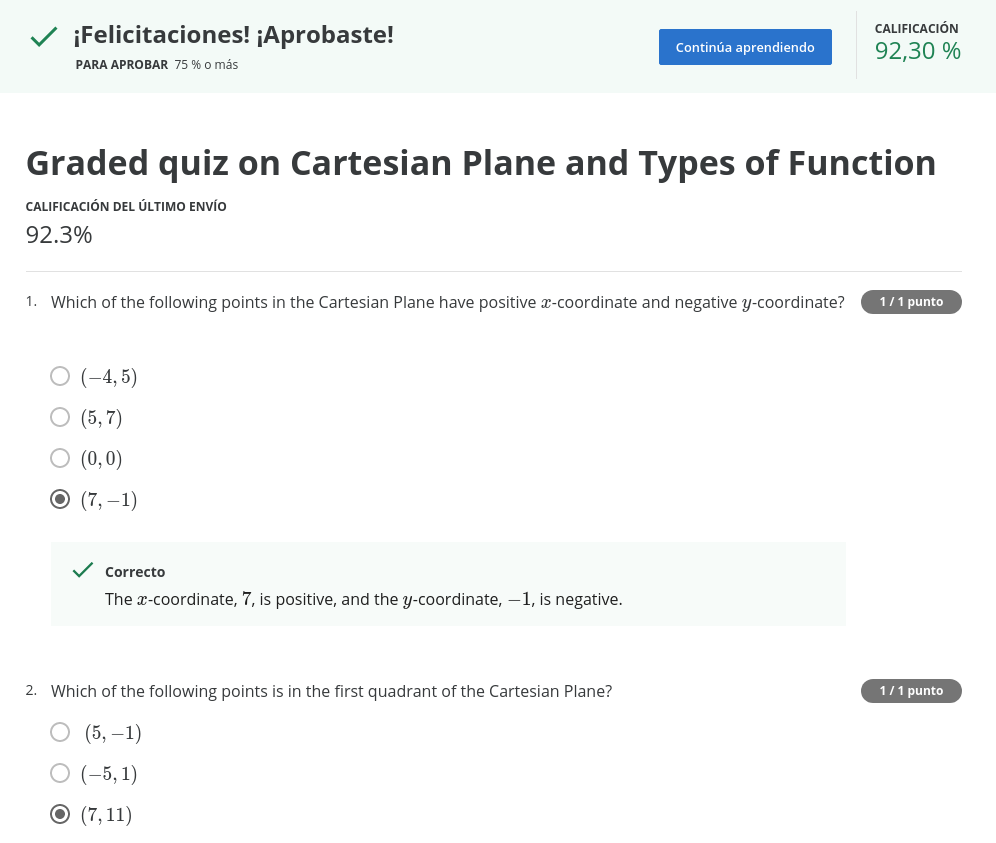 ¡Felicitaciones! ¡Aprobaste!
PARA APROBAR 75 % o más
Continúa aprendiendo
CALIFICACIÓN
92,30 %
Graded quiz on Cartesian Plane and Types of Function
CALIFICACIÓN DEL ÚLTIMO ENVÍO
92.3%
1. Which of the following points in the Cartesian Plane have positive x-coordinate and negative y-coordinate?
1 / 1 punto
(−4, 5)
(5, 7)
(0, 0)
(7, −1)
Correcto
The x-coordinate, 7, is positive, and the y-coordinate, −1, is negative.
2. Which of the following points is in the first quadrant of the Cartesian Plane?
1 / 1 punto
(5, −1)
(−5, 1)
(7, 11)